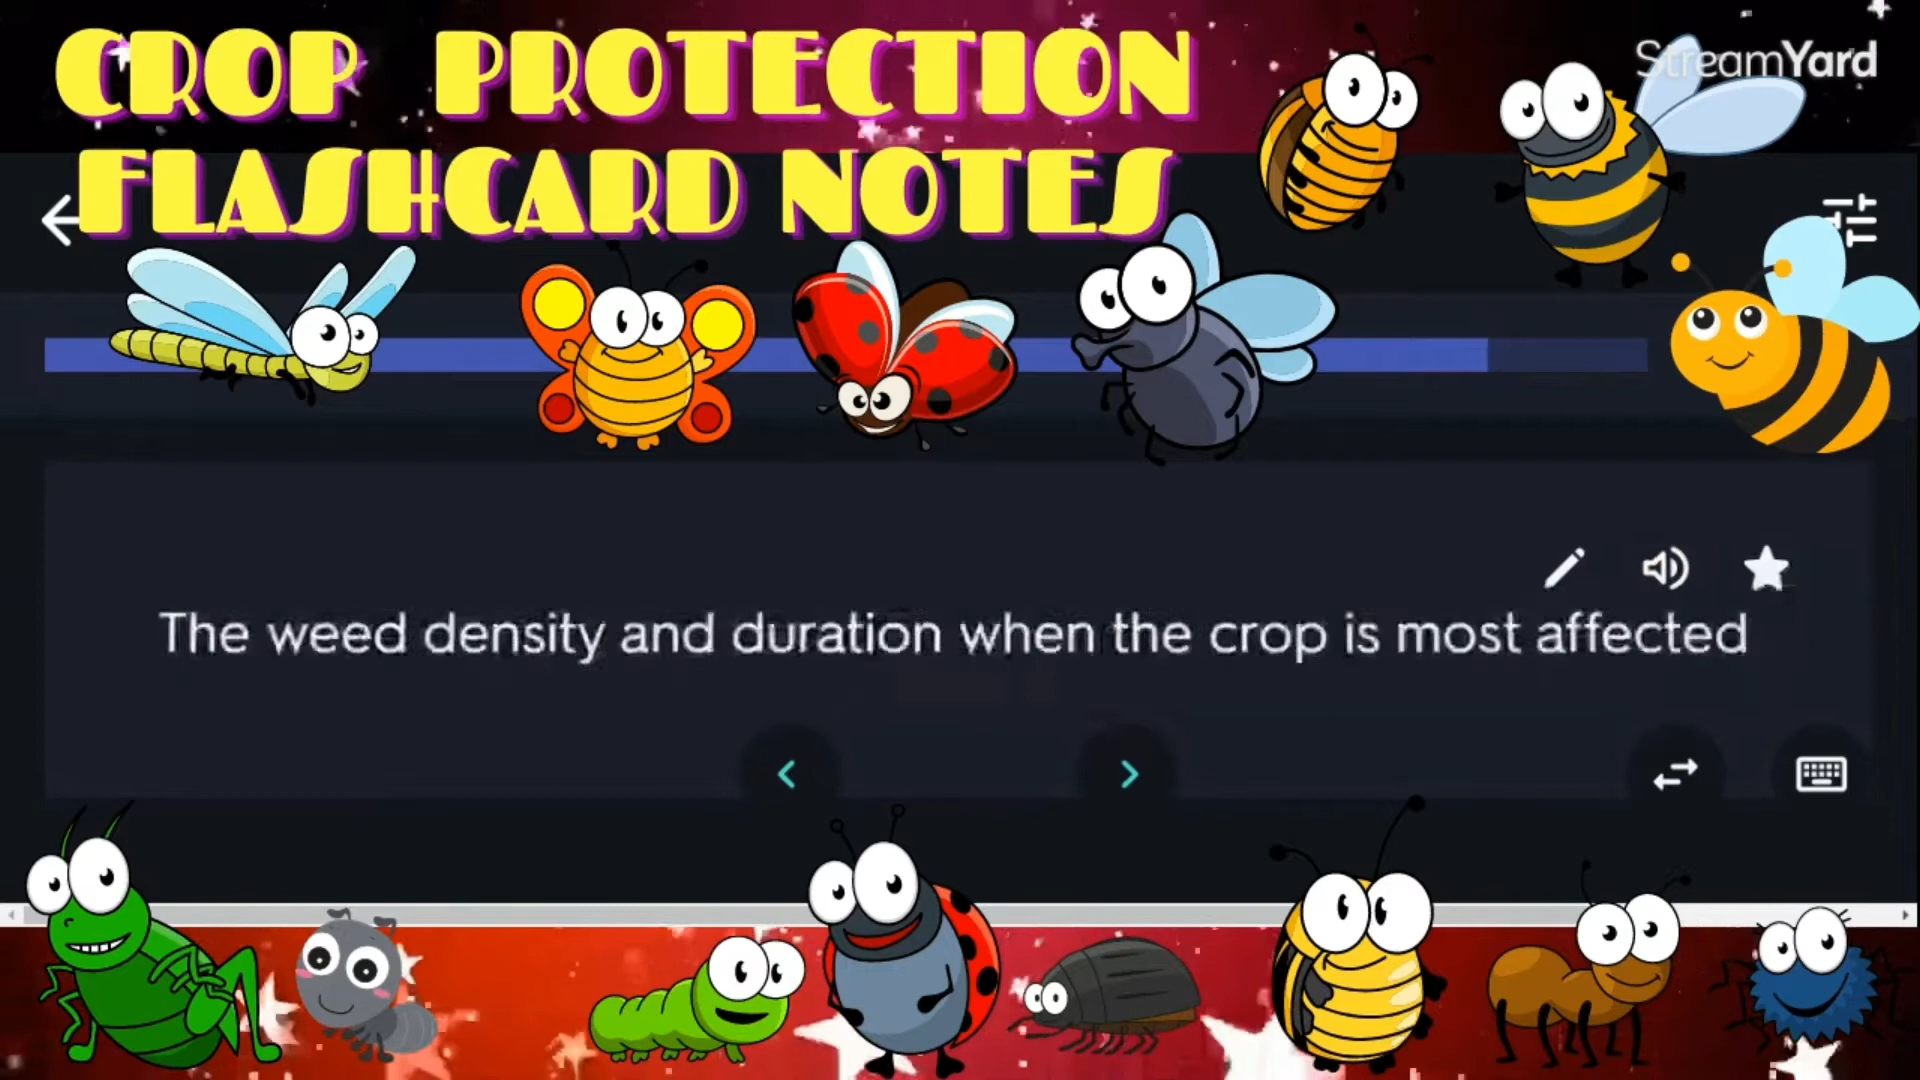 CROP PROTECTION
StreamYard
FLASHCARD NOTES
The weed density and duration when the crop is most affected